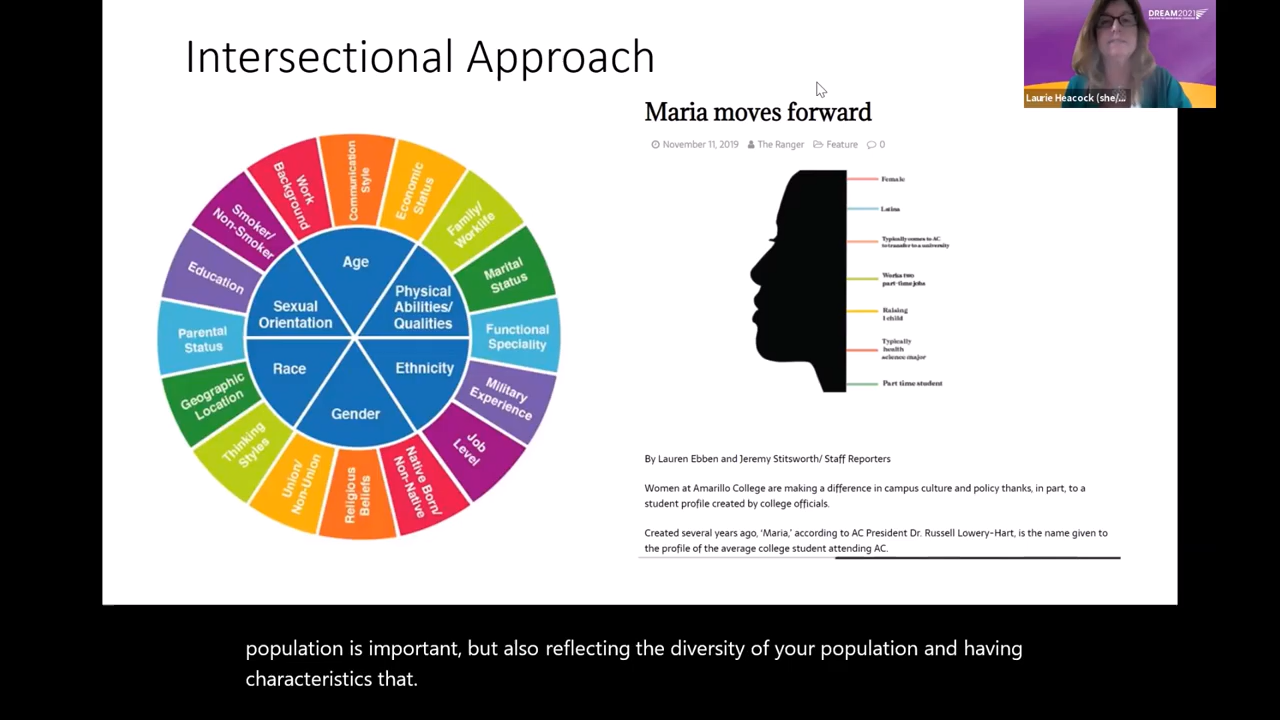 Intersectional Approach
DREAM2021
Laurie Heacock (she/...
Maria moves forward
November 11, 2019 The Ranger Feature 0
Female
Latina
Typically comes to AC
to transfer to a university
Works two
part-time jobs
Raising
1 child
Typically
health
science major
Part time student
Communication
Style
Economic
Status
Family/
Worklife
Marital
Status
Functional
Speciality
Military
Experience
Job
Level
Native Born/
Non-Native
Religious
Beliefs
Union/
Non-Union
Thinking
Styles
Geographic
Location
Parental
Status
Education
Smoker/
Non-Smoker
Work
Background
Age
Physical
Abilities/
Qualities
Ethnicity
Gender
Race
Sexual
Orientation
By Lauren Ebben and Jeremy Stitsworth/ Staff Reporters
Women at Amarillo College are making a difference in campus culture and policy thanks, in part, to a
student profile created by college officials.
Created several years ago, ‘Maria,’ according to AC President Dr. Russell Lowery-Hart, is the name given to
the profile of the average college student attending AC.
population is important, but also reflecting the diversity of your population and having
characteristics that.